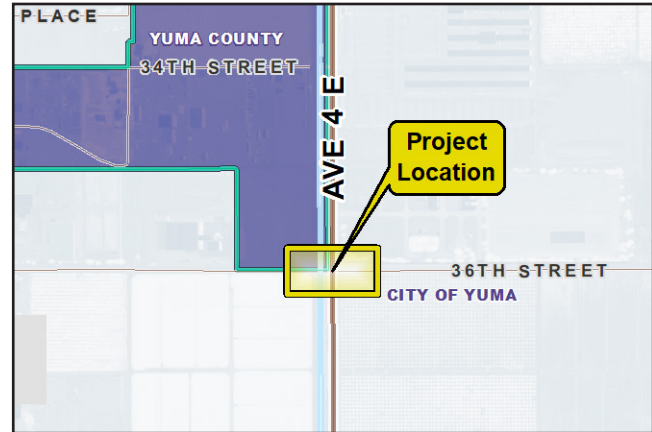 PLACE
YUMA COUNTY
34TH STREET
AVE 4 E
Project
Location
36TH STREET
CITY OF YUMA